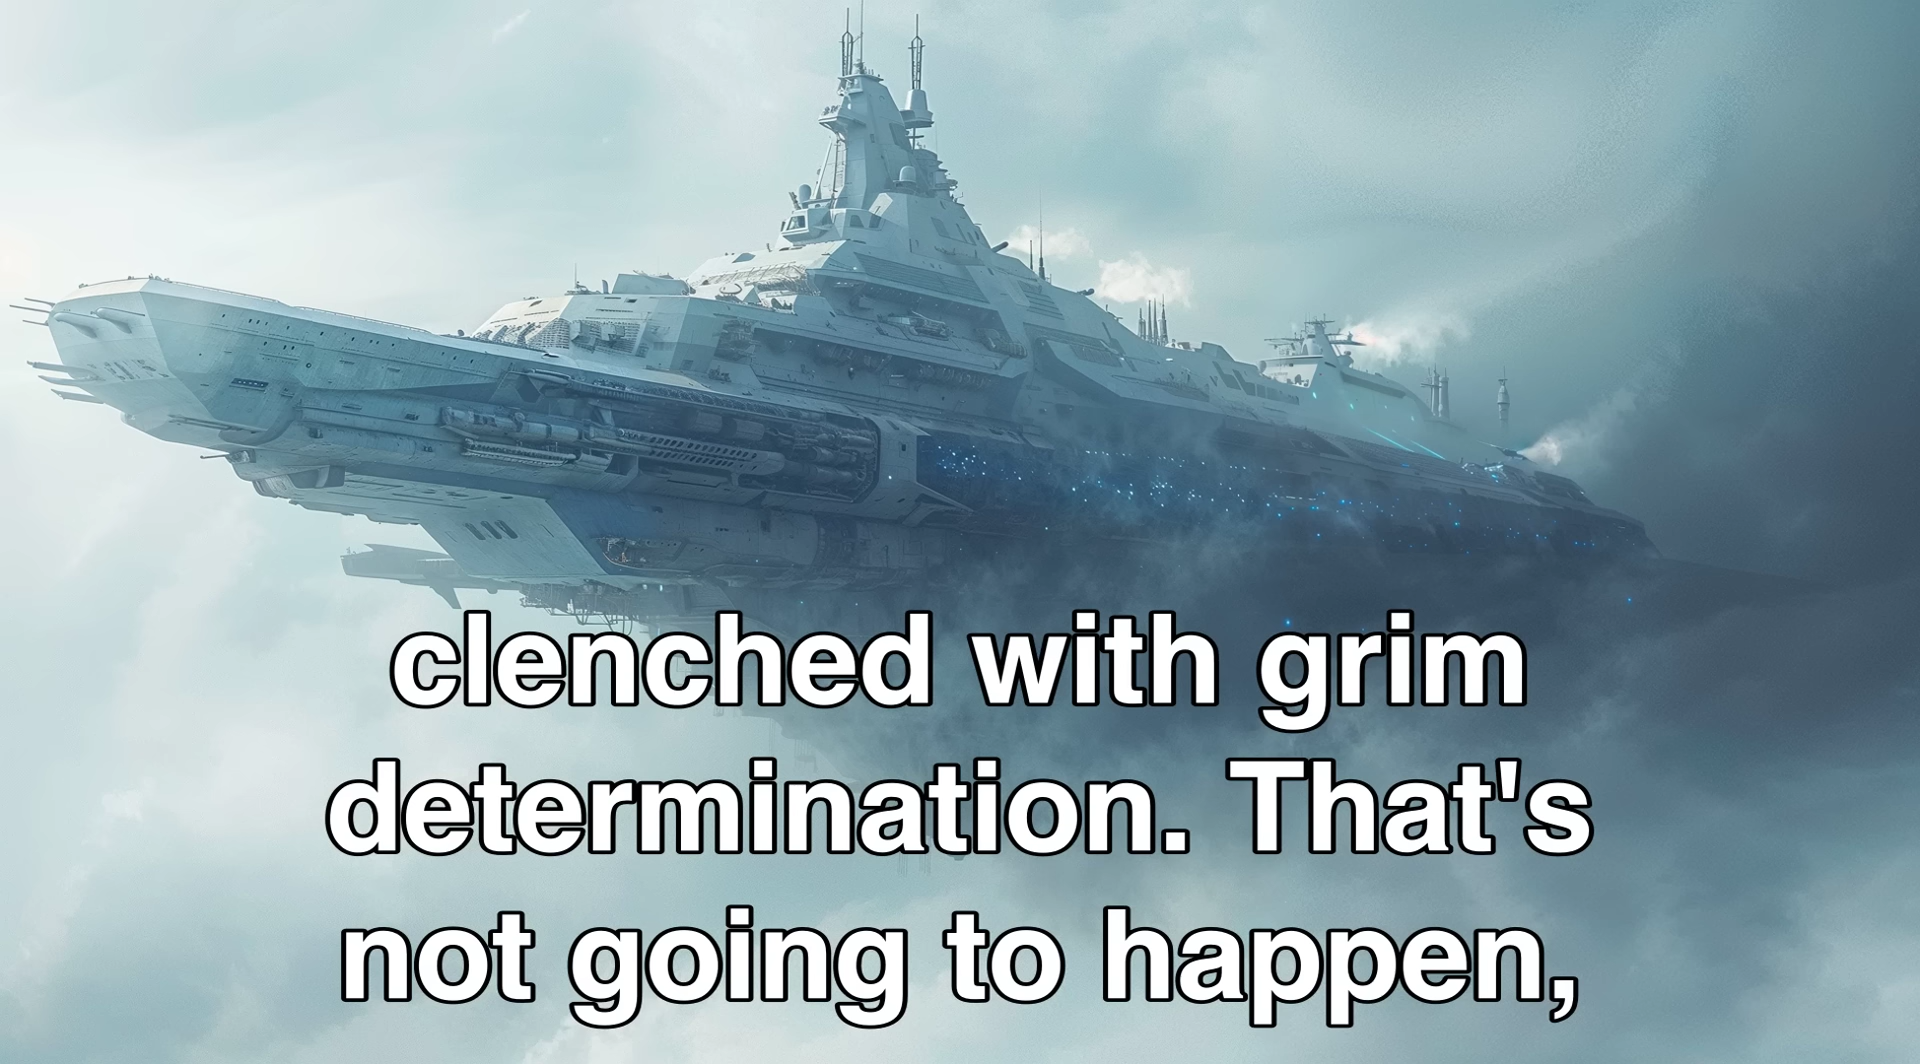 clenched with grim
determination. That's
not going to happen,